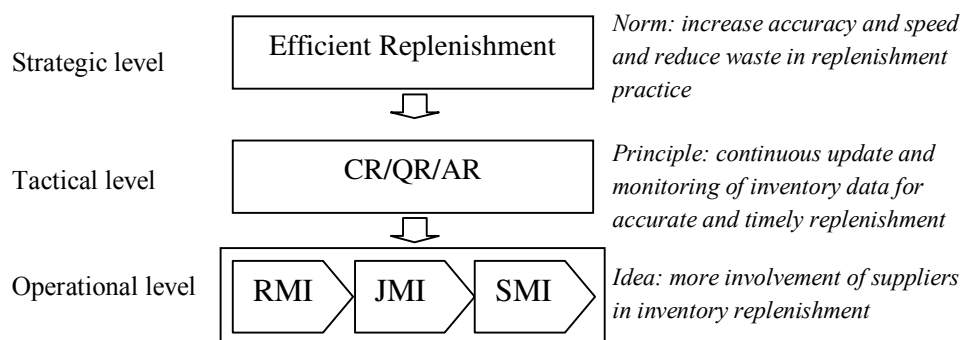 Strategic level
Efficient Replenishment
Norm: increase accuracy and speed
and reduce waste in replenishment
practice
Tactical level
CR/QR/AR
Principle: continuous update and
monitoring of inventory data for
accurate and timely replenishment
Operational level
RMI
JMI
SMI
Idea: more involvement of suppliers
in inventory replenishment